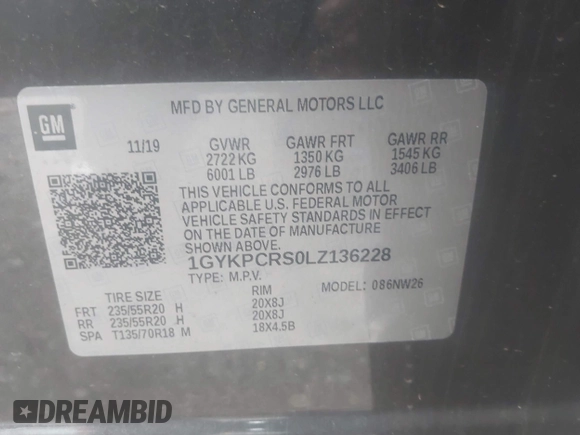 GM
MFD BY GENERAL MOTORS LLC
11/19 GVWR GAWR FRT GAWR RR
2722 KG 1350 KG 1545 KG
6001 LB 2976 LB 3406 LB
THIS VEHICLE CONFORMS TO ALL
APPLICABLE U.S. FEDERAL MOTOR
VEHICLE SAFETY STANDARDS IN EFFECT
ON THE DATE OF MANUFACTURE
SHOWN ABOVE.
1GYKPCRS0LZ136228
TYPE: M.P.V. MODEL: 086NW26
TIRE SIZE RIM
FRT 235/55R20 H 20X8J
RR 235/55R20 H 20X8J
SPA T135/70R18 M 18X4.5B
DREAMBID